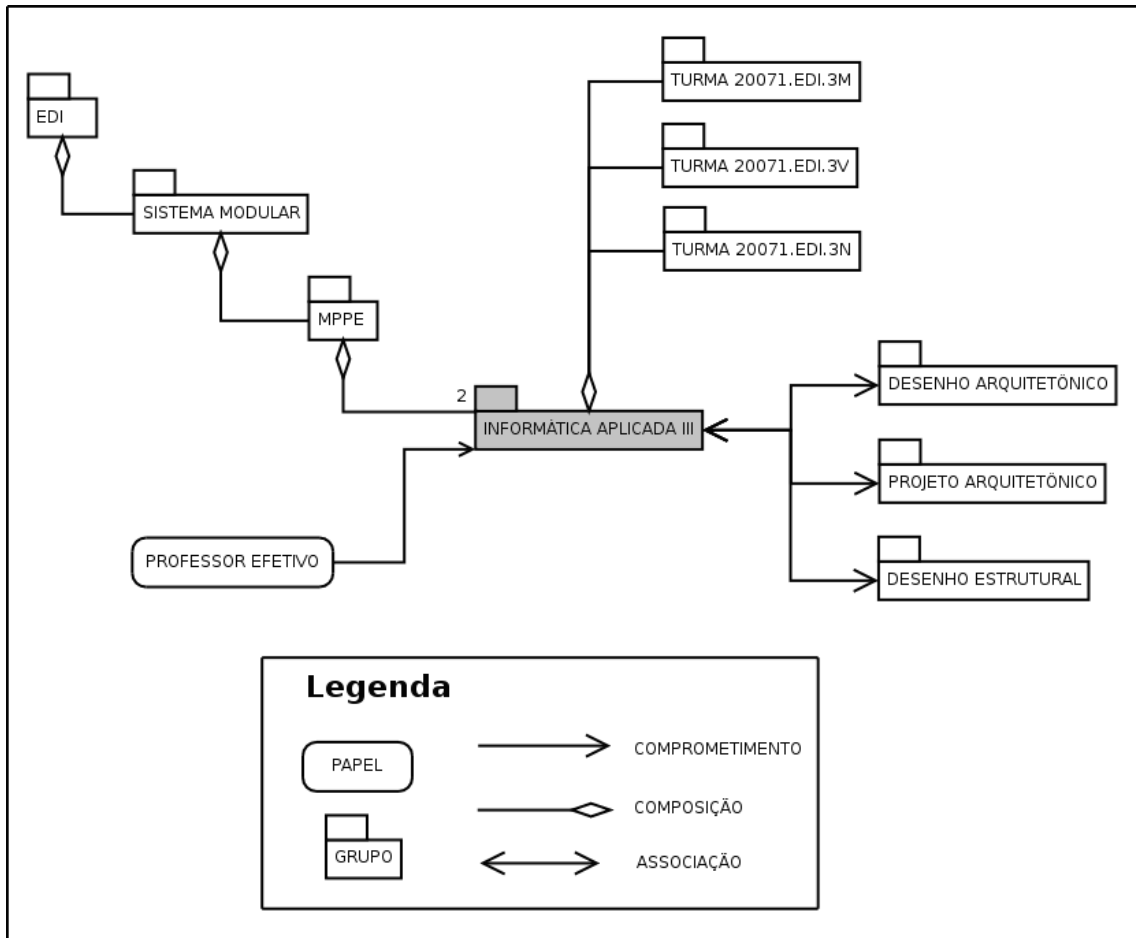 TURMA 20071.EDI.3M
EDI
TURMA 20071.EDI.3V
SISTEMA MODULAR
TURMA 20071.EDI.3N
MPPE
DESENHO ARQUITETÔNICO
2
INFORMÁTICA APLICADA III
PROJETO ARQUITETÔNICO
PROFESSOR EFETIVO
DESENHO ESTRUTURAL
Legenda
COMPROMETIMENTO
PAPEL
COMPOSIÇÃO
GRUPO
ASSOCIAÇÃO